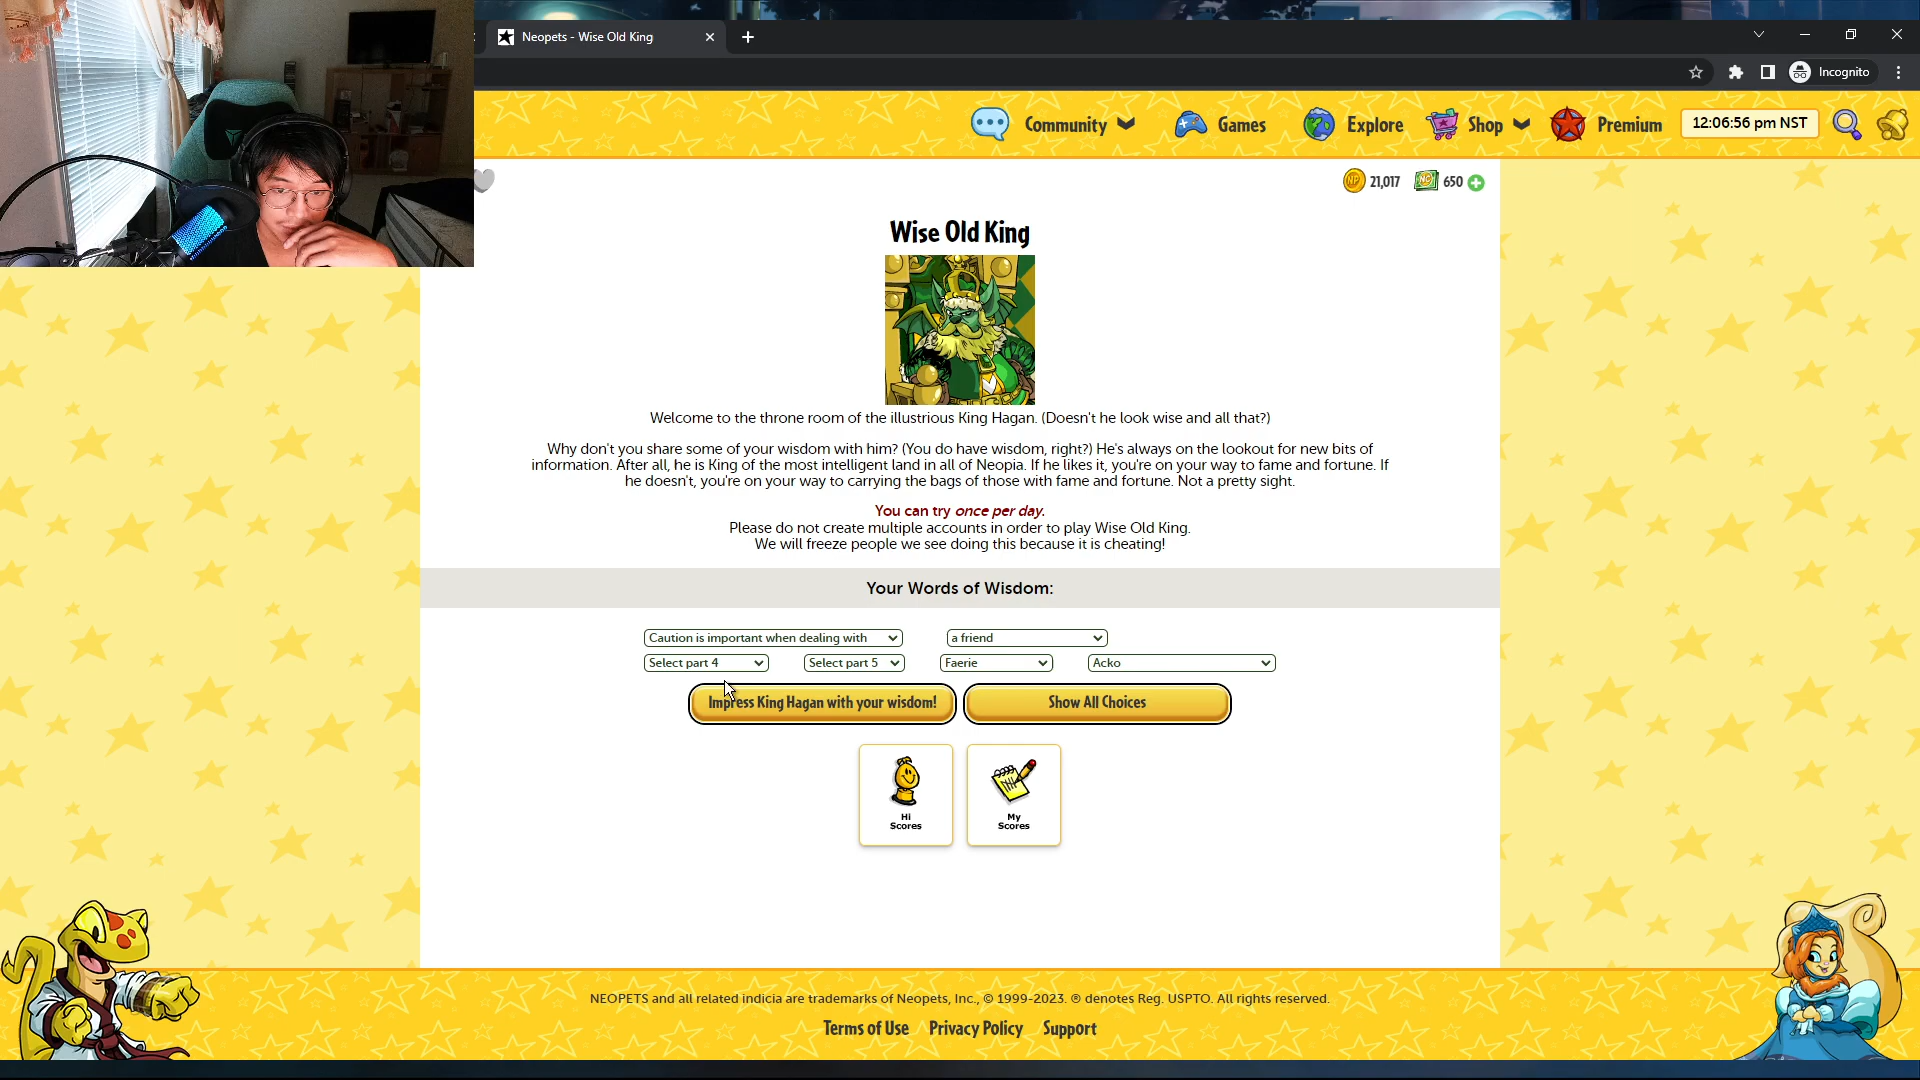 Neopets - Wise Old King
Incognito
Community
Games
Explore
Shop
Premium
12:06:56 pm NST
NP 21,017
NC 650
Wise Old King
Welcome to the throne room of the illustrious King Hagan. (Doesn't he look wise and all that?)
Why don't you share some of your wisdom with him? (You do have wisdom, right?) He's always on the lookout for new bits of
information. After all, he is King of the most intelligent land in all of Neopia. If he likes it, you're on your way to fame and fortune. If
he doesn't, you're on your way to carrying the bags of those with fame and fortune. Not a pretty sight.
You can try once per day.
Please do not create multiple accounts in order to play Wise Old King.
We will freeze people we see doing this because it is cheating!
Your Words of Wisdom:
Caution is important when dealing with
a friend
Select part 4
Select part 5
Faerie
Acko
Impress King Hagan with your wisdom!
Show All Choices
Hi
Scores
My
Scores
NEOPETS and all related indicia are trademarks of Neopets, Inc., © 1999-2023. ® denotes Reg. USPTO. All rights reserved.
Terms of Use
Privacy Policy
Support